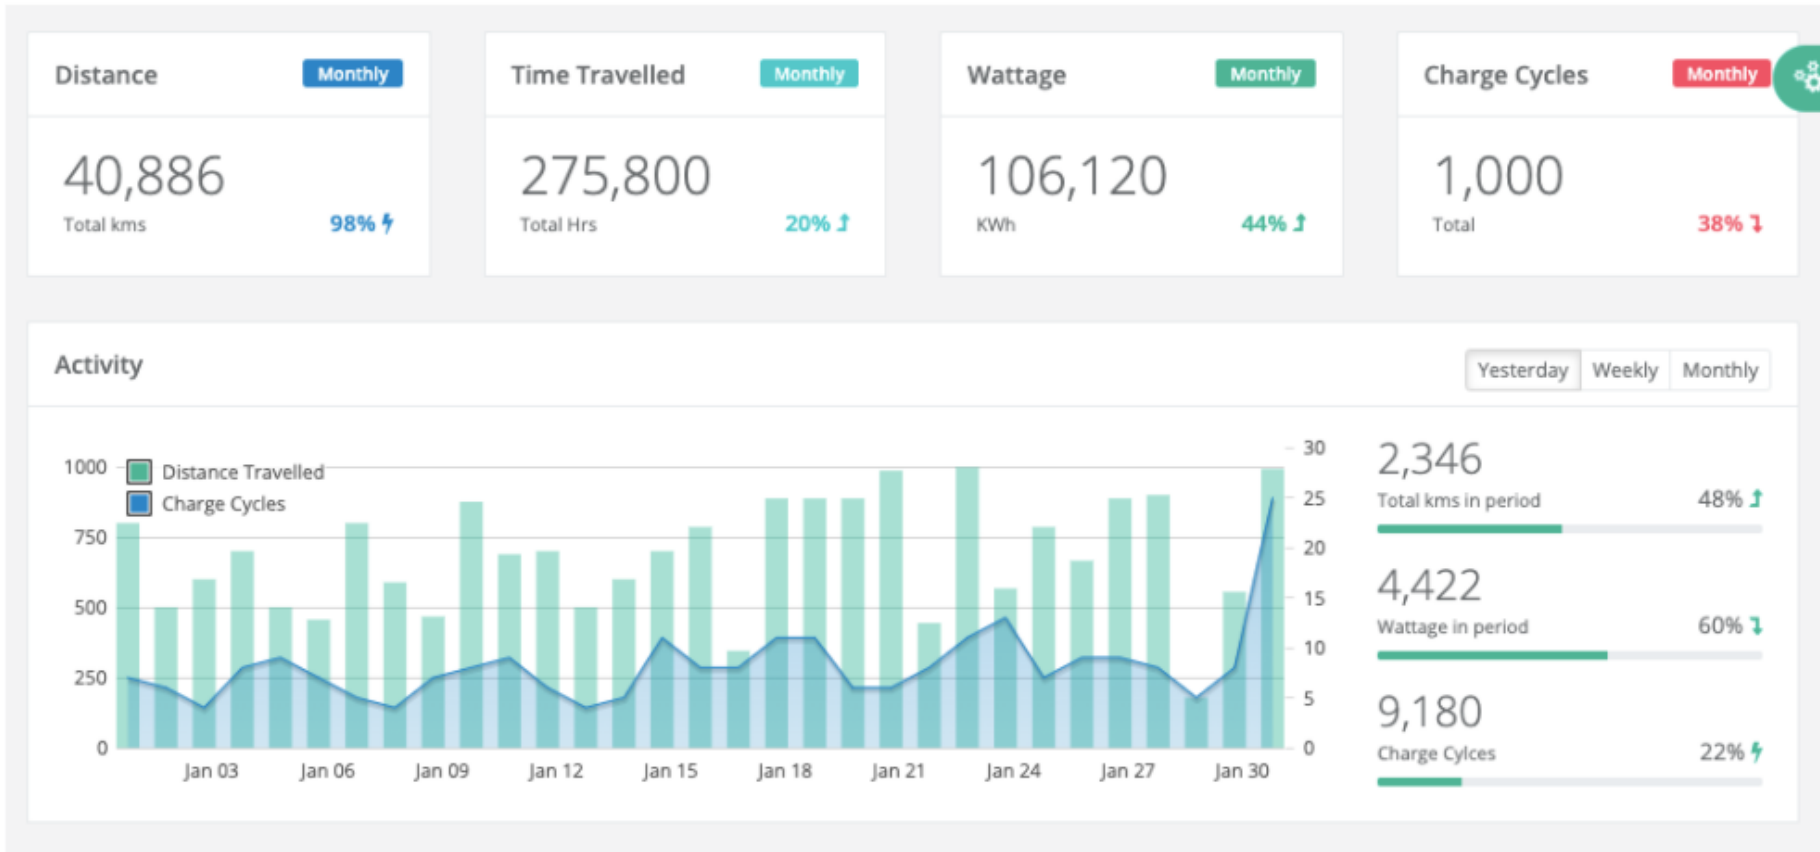 Distance Monthly
40,886
Total kms 98%
Time Travelled Monthly
275,800
Total Hrs 20%
Wattage Monthly
106,120
KWh 44%
Charge Cycles Monthly
1,000
Total 38%
Activity
Yesterday Weekly Monthly
Distance Travelled
Charge Cycles
1000
750
500
250
0
30
25
20
15
10
5
0
Jan 03 Jan 06 Jan 09 Jan 12 Jan 15 Jan 18 Jan 21 Jan 24 Jan 27 Jan 30
2,346
Total kms in period 48%
4,422
Wattage in period 60%
9,180
Charge Cylces 22%